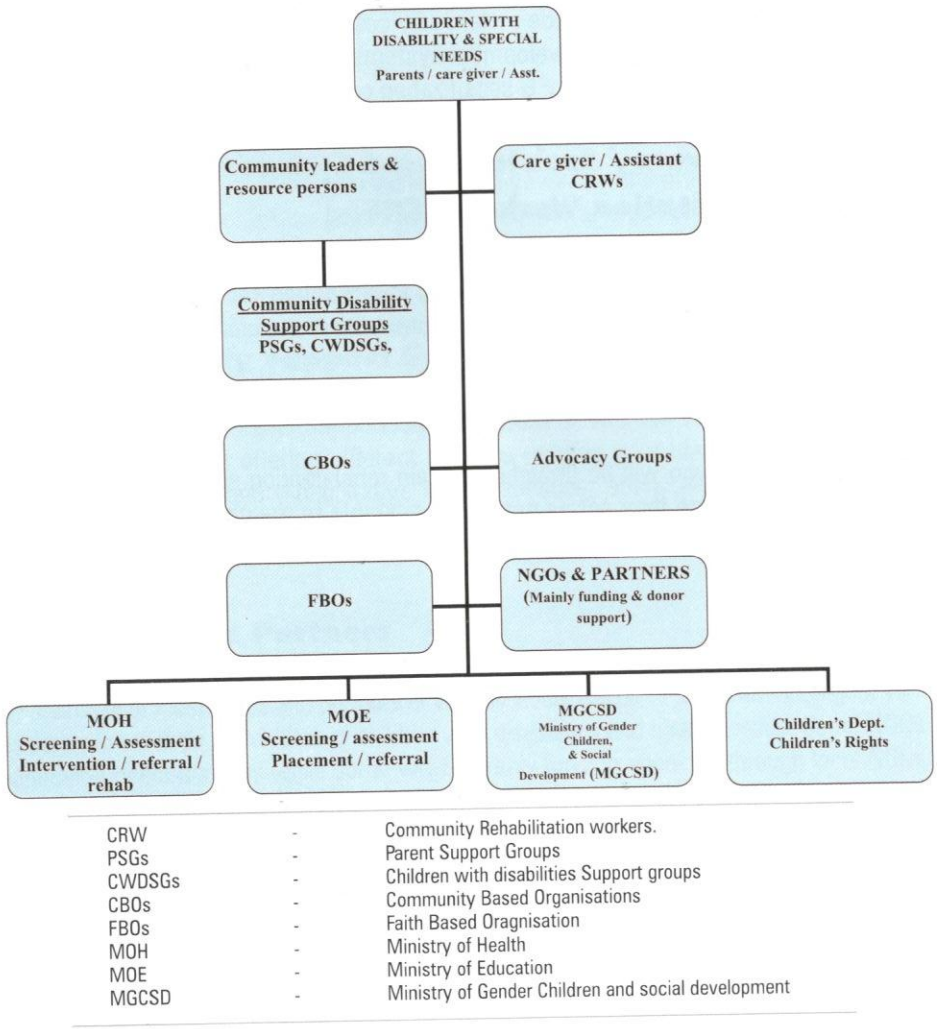 CHILDREN WITH
DISABILITY & SPECIAL
NEEDS
Parents / care giver / Asst.
Community leaders &
resource persons
Care giver / Assistant
CRWs
Community Disability
Support Groups
PSGs, CWDSGs,
CBOs
Advocacy Groups
FBOs
NGOs & PARTNERS
(Mainly funding & donor
support)
MOH
Screening / Assessment
Intervention / referral /
rehab
MOE
Screening / assessment
Placement / referral
MGCSD
Ministry of Gender
Children,
& Social
Development (MGCSD)
Children's Dept.
Children's Rights
CRW - Community Rehabilitation workers.
PSGs - Parent Support Groups
CWDSGs - Children with disabilities Support groups
CBOs - Community Based Organisations
FBOs - Faith Based Oragnisation
MOH - Ministry of Health
MOE - Ministry of Education
MGCSD - Ministry of Gender Children and social development